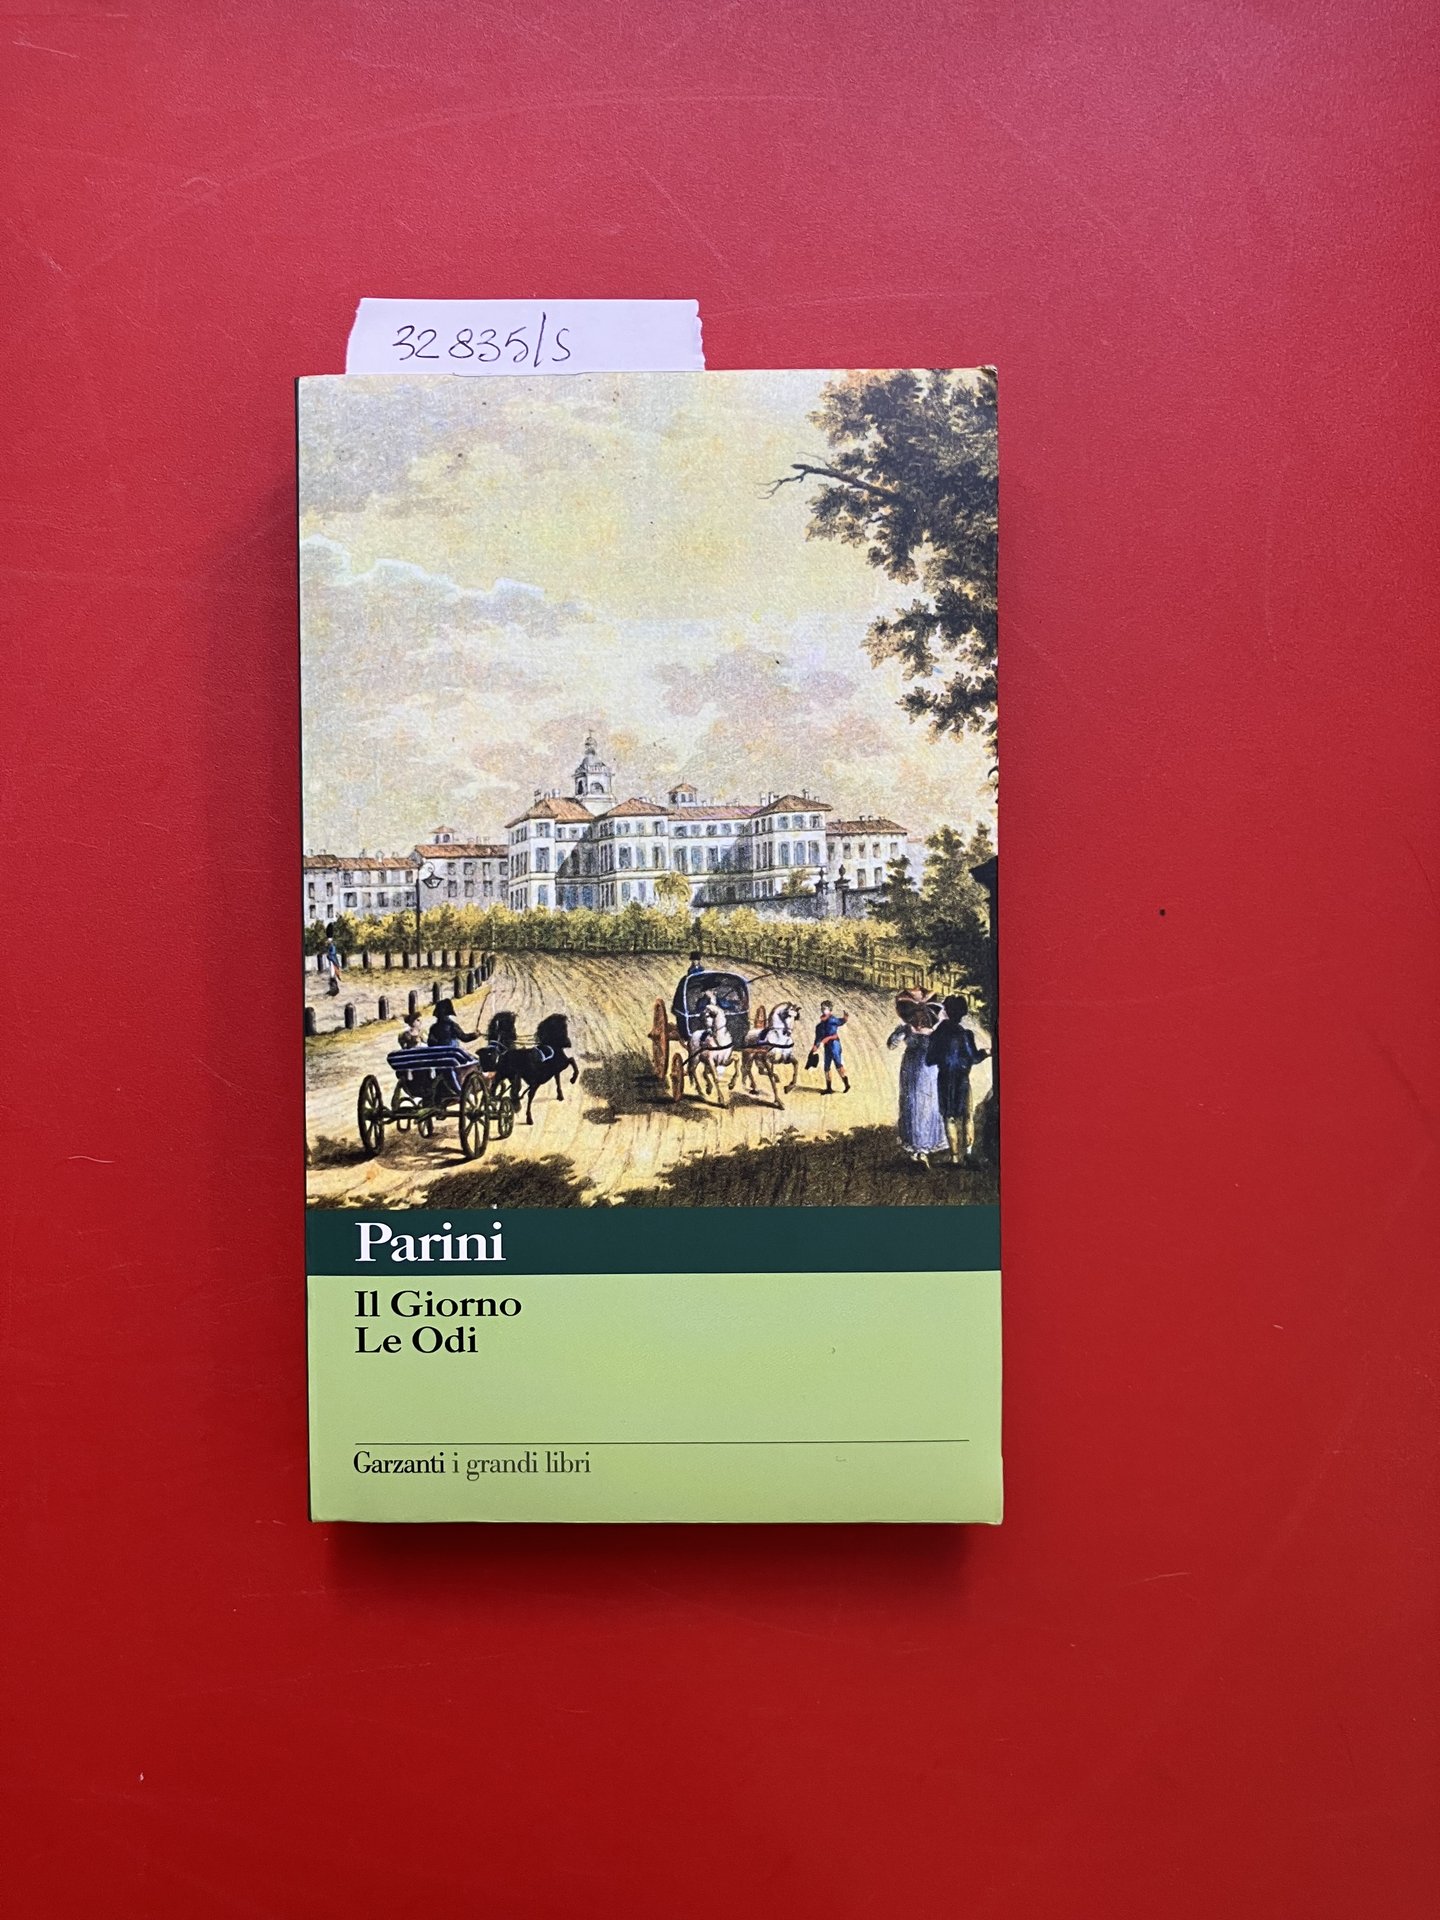 32835/S
Parini
Il Giorno
Le Odi
Garzanti i grandi libri